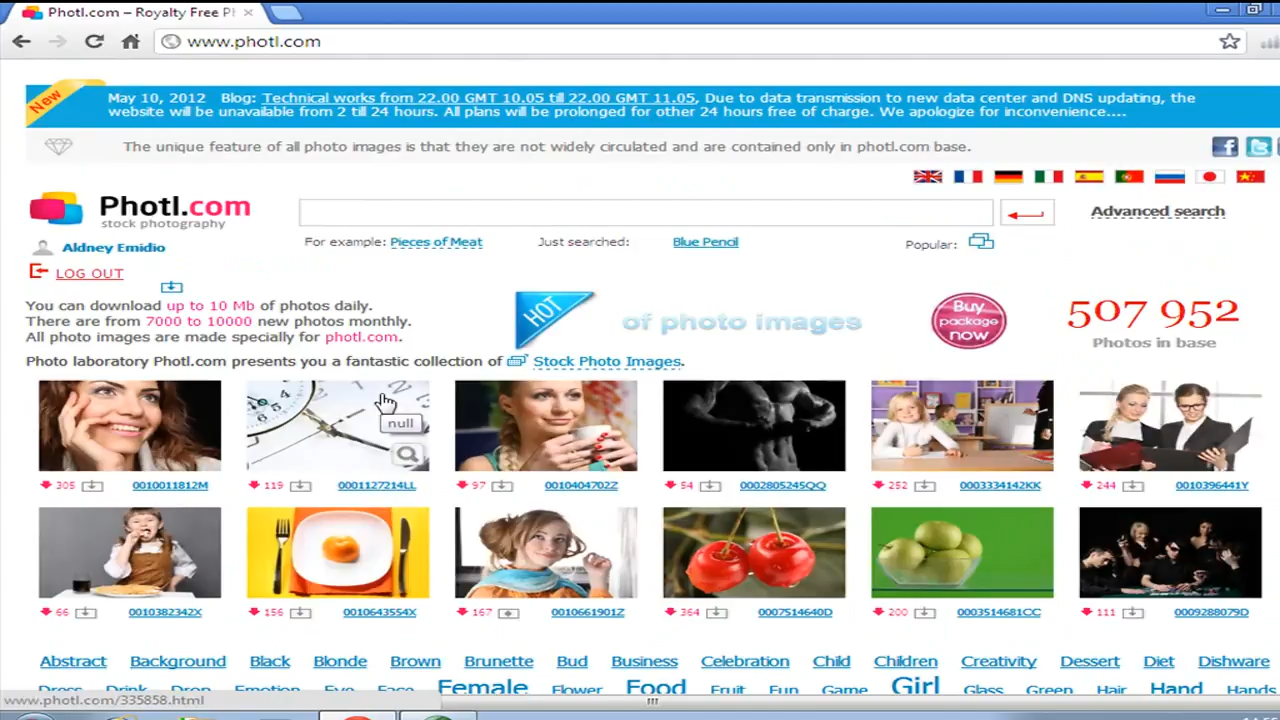 Photl.com – Royalty Free Ph
www.photl.com
New
May 10, 2012 Blog: Technical works from 22.00 GMT 10.05 till 22.00 GMT 11.05, Due to data transmission to new data center and DNS updating, the
website will be unavailable from 2 till 24 hours. All plans will be prolonged for other 24 hours free of charge. We apologize for inconvenience....
The unique feature of all photo images is that they are not widely circulated and are contained only in photl.com base.
Photl.com
stock photography
Advanced search
Aldney Emidio
For example: Pieces of Meat Just searched: Blue Pencil Popular:
LOG OUT
You can download up to 10 Mb of photos daily.
There are from 7000 to 10000 new photos monthly.
All photo images are made specially for photl.com.
HOT
of photo images
Buy package now
507 952
Photos in base
Photo laboratory Photl.com presents you a fantastic collection of Stock Photo Images.
null
305 0010011812M 119 0001127214LL 97 0010404702Z 54 0002805245QQ 252 0003334142KK 244 0010396441Y
66 0010382342X 156 0010643554X 167 0010661901Z 364 0007514640D 200 0003514681CC 111 0009288079D
Abstract Background Black Blonde Brown Brunette Bud Business Celebration Child Children Creativity Dessert Diet Dishware
Dress Drink Drop Emotion Eye Face Female Flower Food Fruit Fun Game Girl Glass Green Hair Hand Hands
www.photl.com/335858.html